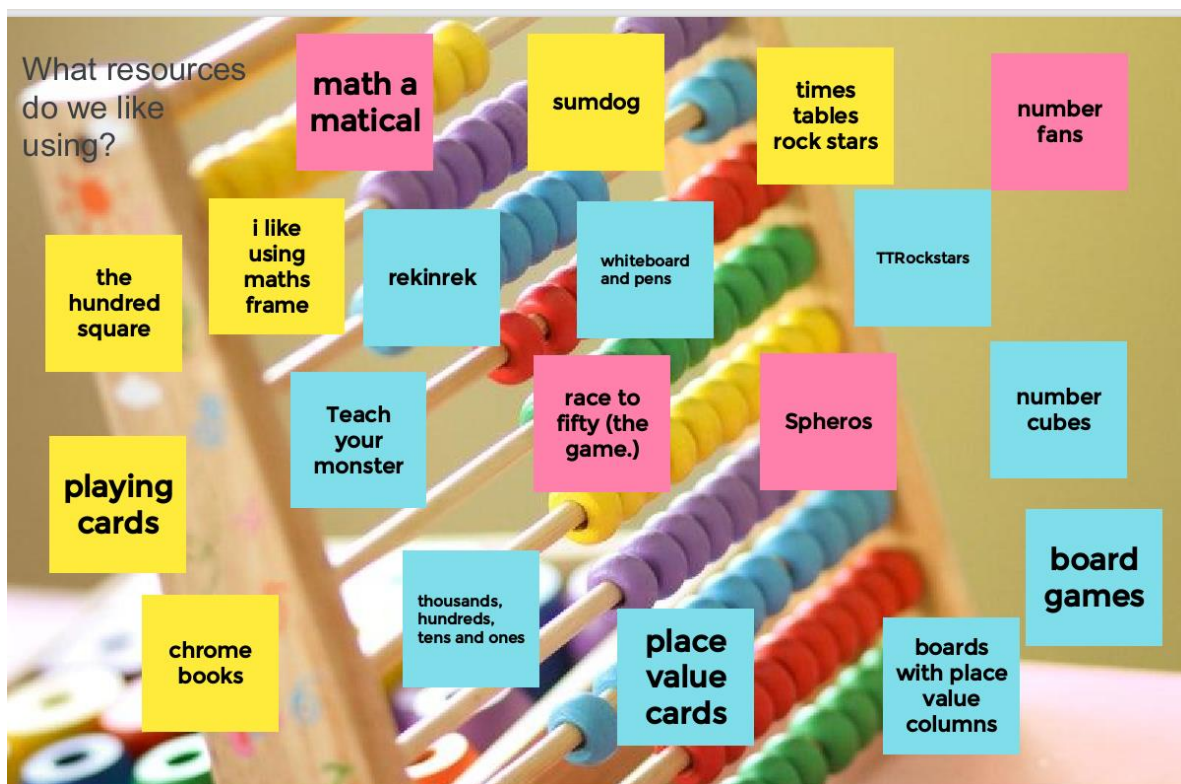 What resources
do we like
using?
math a
matical
sumdog
times
tables
rock stars
number
fans
the
hundred
square
i like
using
maths
frame
rekinrek
whiteboard
and pens
TTRockstars
Teach
your
monster
race to
fifty (the
game.)
Spheros
number
cubes
playing
cards
thousands,
hundreds,
tens and ones
board
games
chrome
books
place
value
cards
boards
with place
value
columns